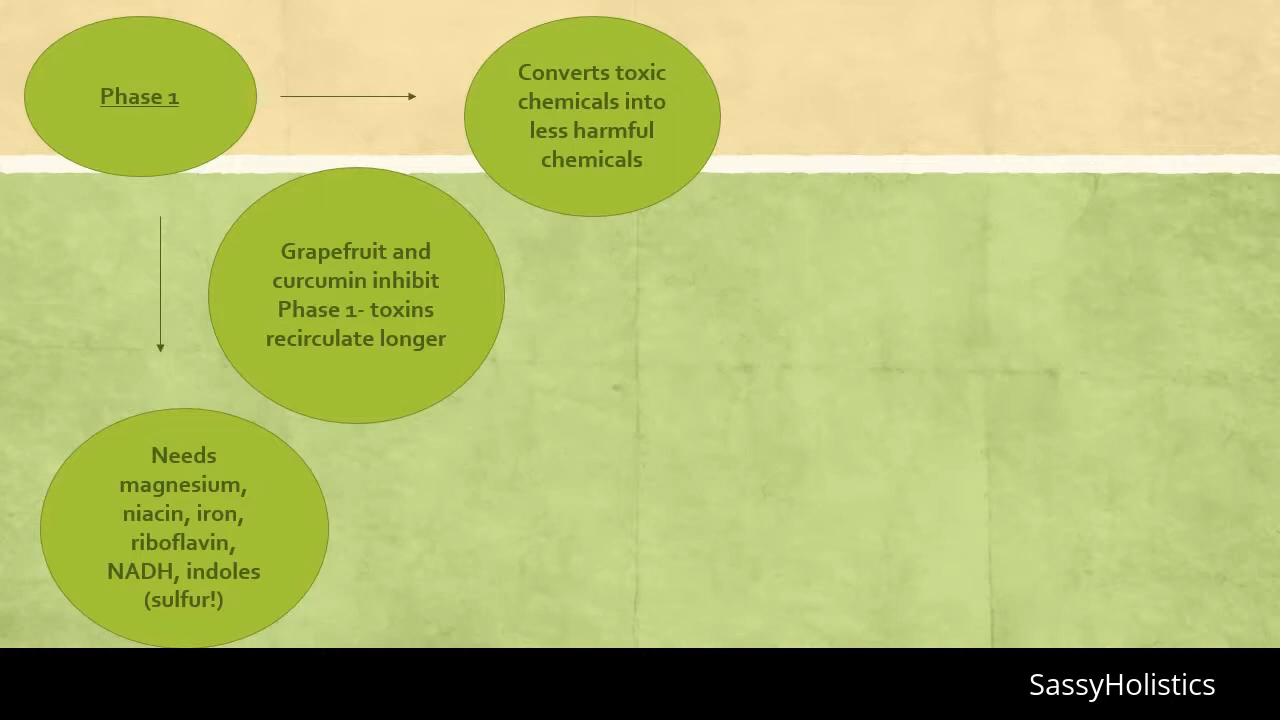 Phase 1
Converts toxic
chemicals into
less harmful
chemicals
Grapefruit and
curcumin inhibit
Phase 1- toxins
recirculate longer
Needs
magnesium,
niacin, iron,
riboflavin,
NADH, indoles
(sulfur!)
SassyHolistics